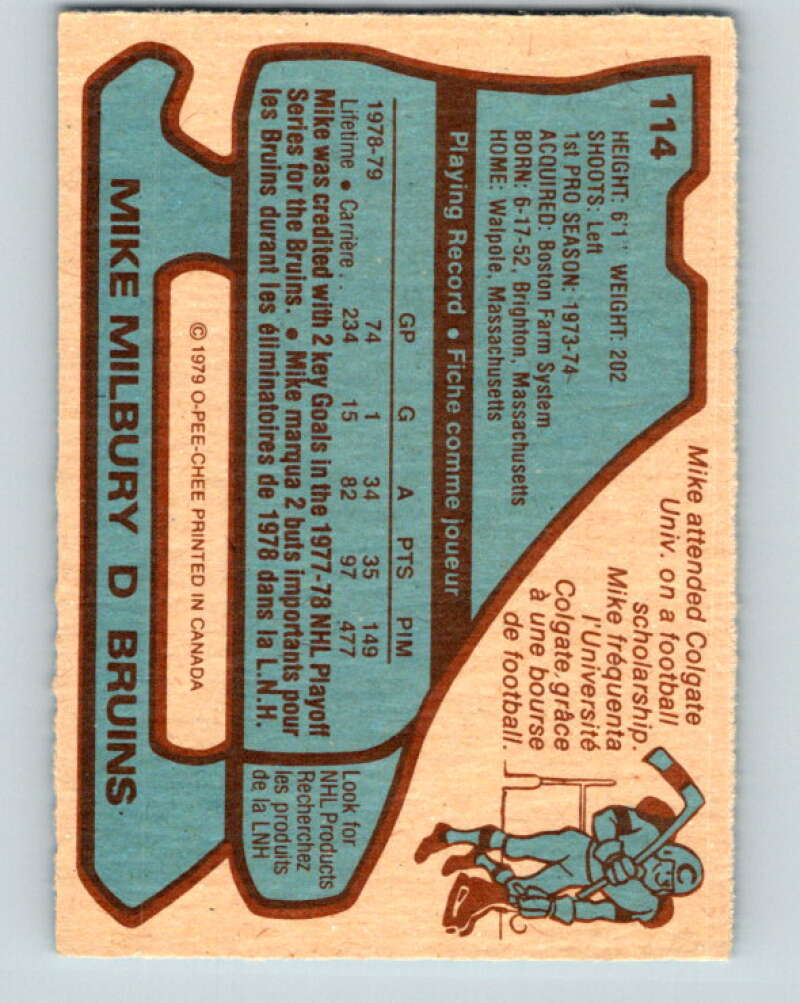 114
HEIGHT: 6'1" WEIGHT: 202
SHOOTS: Left
1st PRO SEASON: 1973-74
ACQUIRED: Boston Farm System
BORN: 6-17-52, Brighton, Massachusetts
HOME: Walpole, Massachusetts
Mike attended Colgate
Univ. on a football
scholarship.
Mike fréquenta
l'Université
Colgate, grâce
à une bourse
de football.
C
Playing Record • Fiche comme joueur
GP G A PTS PIM
1978-79 74 1 34 35 149
Lifetime • Carrière . . 234 15 82 97 477
Mike was credited with 2 key Goals in the 1977-78 NHL Playoff
Series for the Bruins. • Mike marqua 2 buts importants pour
les Bruins durant les éliminatoires de 1978 dans la L.N.H.
Look for
NHL Products
Recherchez
les produits
de la LNH
© 1979 O-PEE-CHEE PRINTED IN CANADA
MIKE MILBURY D BRUINS